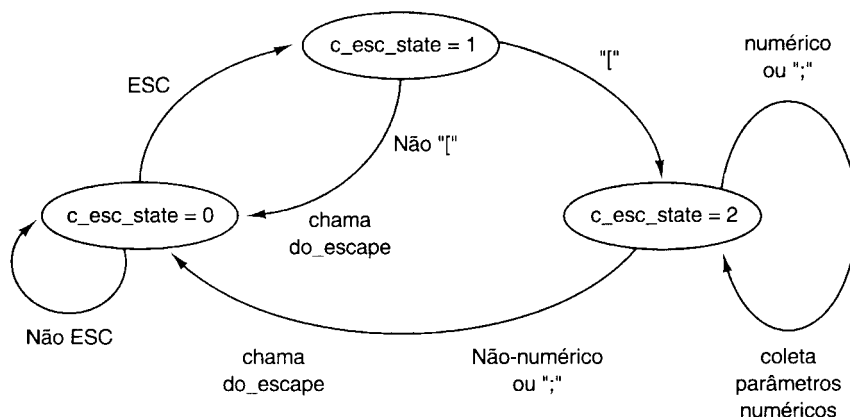 c_esc_state = 1
numérico
ou ";"
"["
ESC
Não "["
c_esc_state = 0
c_esc_state = 2
chama
do_escape
Não ESC
chama
do_escape
Não-numérico
ou ";"
coleta
parâmetros
numéricos